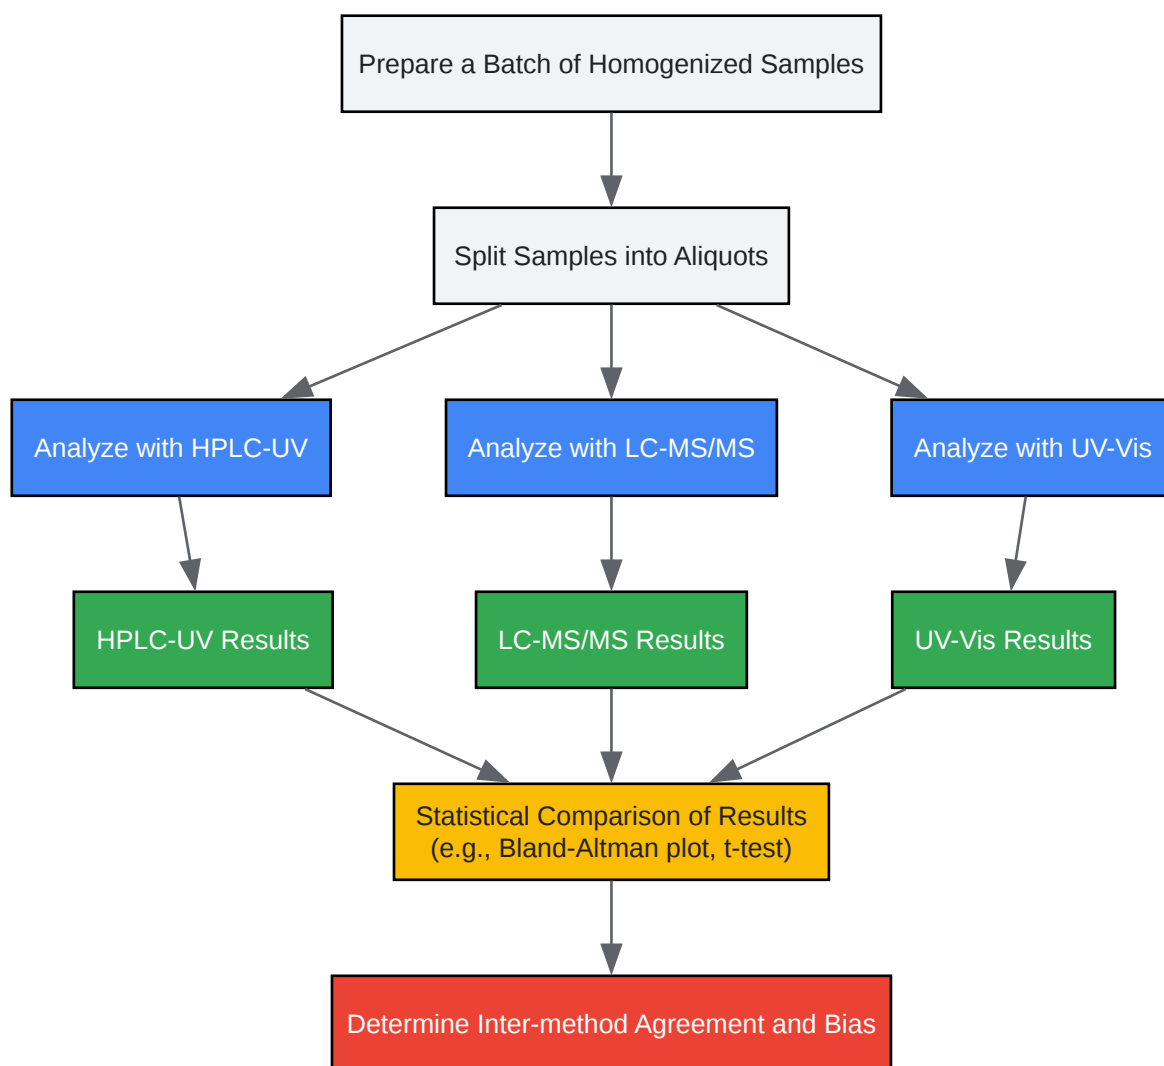 Prepare a Batch of Homogenized Samples
Split Samples into Aliquots
Analyze with HPLC-UV
Analyze with LC-MS/MS
Analyze with UV-Vis
HPLC-UV Results
LC-MS/MS Results
UV-Vis Results
Statistical Comparison of Results
(e.g., Bland-Altman plot, t-test)
Determine Inter-method Agreement and Bias